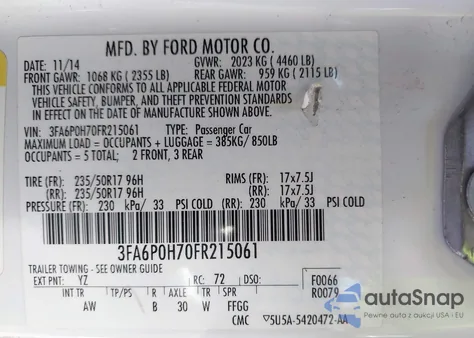 MFD. BY FORD MOTOR CO.
DATE: 11/14 GVWR: 2023 KG ( 4460 LB)
FRONT GAWR: 1068 KG ( 2355 LB) REAR GAWR: 959 KG ( 2115 LB)
THIS VEHICLE CONFORMS TO ALL APPLICABLE FEDERAL MOTOR
VEHICLE SAFETY, BUMPER, AND THEFT PREVENTION STANDARDS
IN EFFECT ON THE DATE OF MANUFACTURE SHOWN ABOVE.
VIN: 3FA6P0H70FR215061 TYPE: Passenger Car
MAXIMUM LOAD = OCCUPANTS + LUGGAGE = 385KG/ 850LB
OCCUPANTS = 5 TOTAL; 2 FRONT, 3 REAR
TIRE (FR): 235/50R17 96H RIMS (FR): 17x7.5J
(RR): 235/50R17 96H (RR): 17x7.5J
PRESSURE (FR): 230 kPa/ 33 PSI COLD (RR): 230 kPa/ 33 PSI COLD
3FA6P0H70FR215061
TRAILER TOWING - SEE OWNER GUIDE
EXT PNT: YZ RC: 72 DSO: F0066
R0079
INT TR TP/PS R AXLE TR SPR
AW B 30 W FFGG
CMC 5U5A-5420472-AA
autoSnap
Pewne auta z aukcji w USA i EU